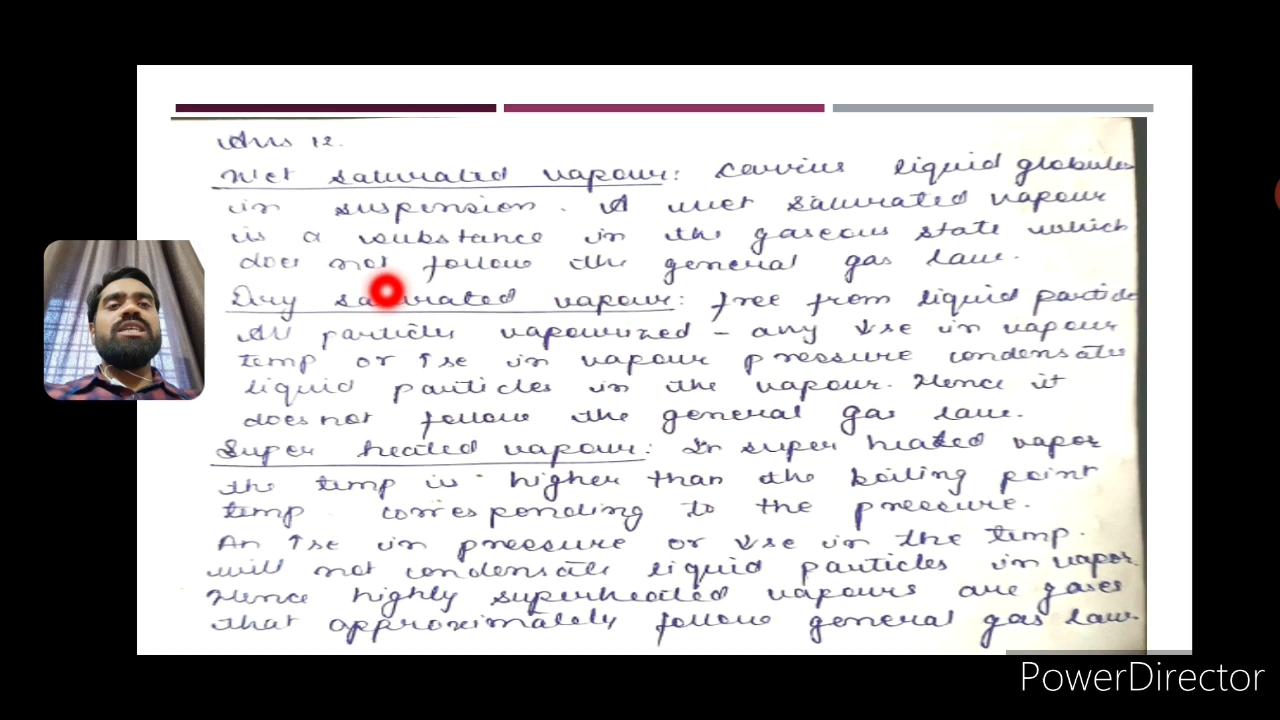 Ans 12.
Wet saturated vapour: carries liquid globules
in suspension. A wet saturated vapour
is a substance in the gaseous state which
does not follow the general gas law.
Dry saturated vapour: free from liquid particle
All particles vapourized - any ↓se in vapour
temp or ↑se in vapour pressure condensate
liquid particles in the vapour. Hence it
does not follow the general gas law.
Super heated vapour: In super heated vapor
the temp is higher than the boiling point
temp corresponding to the pressure.
An ↑se in pressure or ↓se in the temp.
will not condensate liquid particles in vapor.
Hence highly superheated vapours are gases
that approximately follow general gas law.
PowerDirector